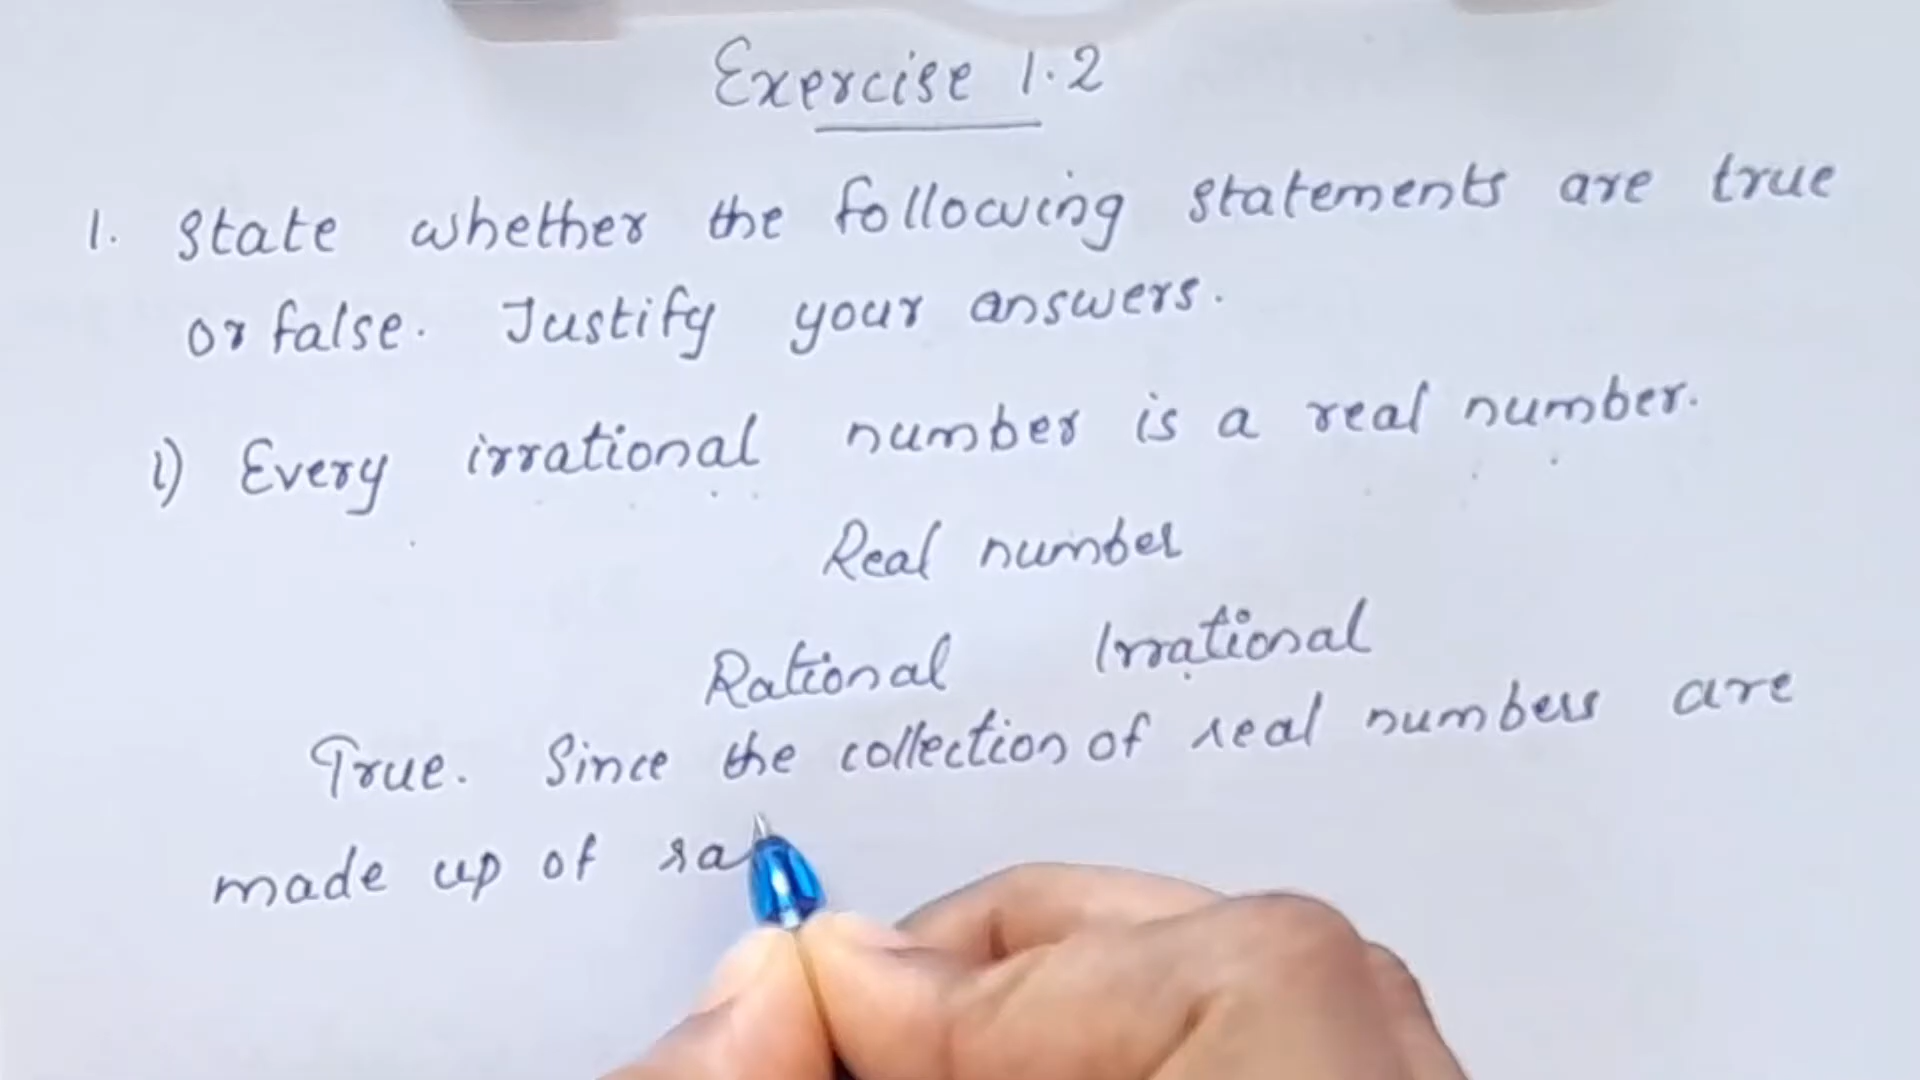 Exercise 1.2
1. State whether the following statements are true
or false. Justify your answers.
i) Every irrational number is a real number.
Real number
Rational Irrational
True. Since the collection of real numbers are
made up of ra